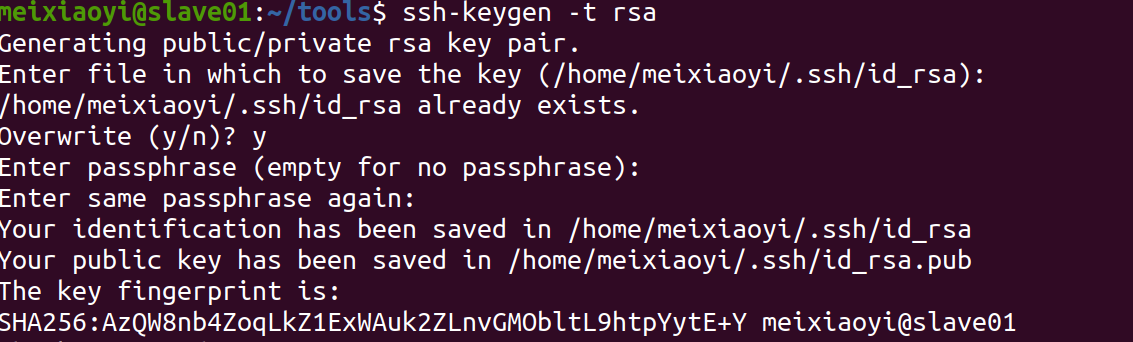 meixiaoyi@slave01:~/tools$ ssh-keygen -t rsa
Generating public/private rsa key pair.
Enter file in which to save the key (/home/meixiaoyi/.ssh/id_rsa):
/home/meixiaoyi/.ssh/id_rsa already exists.
Overwrite (y/n)? y
Enter passphrase (empty for no passphrase):
Enter same passphrase again:
Your identification has been saved in /home/meixiaoyi/.ssh/id_rsa
Your public key has been saved in /home/meixiaoyi/.ssh/id_rsa.pub
The key fingerprint is:
SHA256:AzQW8nb4ZoqLkZ1ExWAuk2ZLnvGMObltL9htpYytE+Y meixiaoyi@slave01